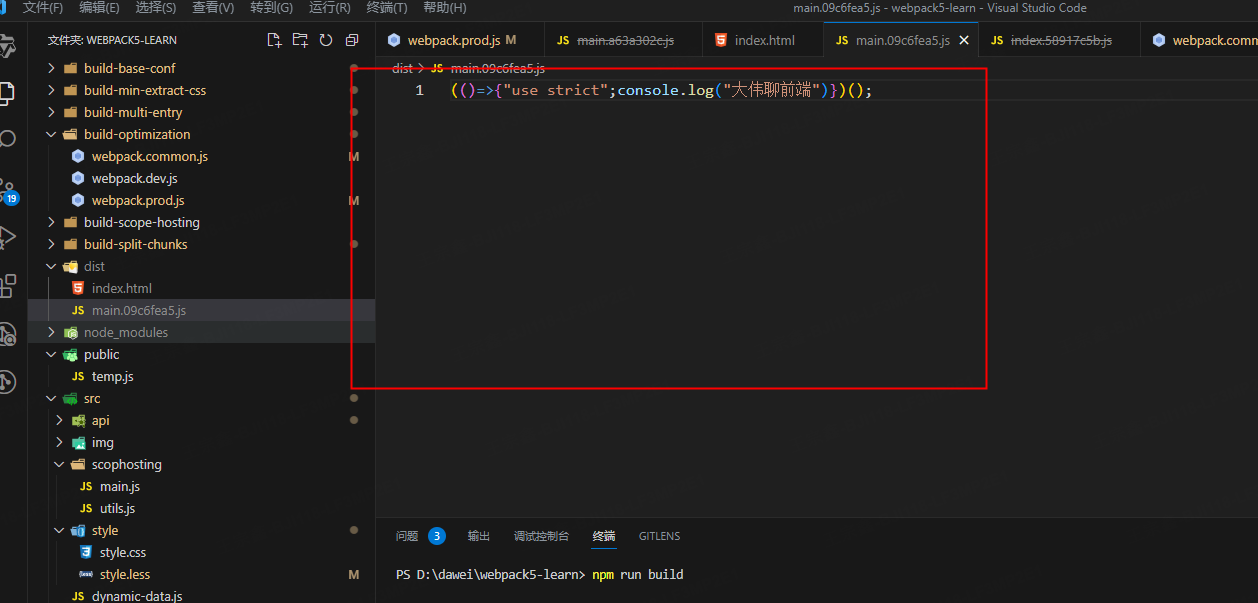 文件(F) 编辑(E) 选择(S) 查看(V) 转到(G) 运行(R) 终端(T) 帮助(H) main.09c6fea5.js - webpack5-learn - Visual Studio Code
文件夹: WEBPACK5-LEARN
webpack.prod.js M
main.a63a302c.js
index.html
main.09c6fea5.js
index.58917c5b.js
webpack.comm
dist > main.09c6fea5.js
1 (()=>{"use strict";console.log("大伟聊前端")})();
build-base-conf
build-min-extract-css
build-multi-entry
build-optimization
webpack.common.js M
webpack.dev.js
webpack.prod.js M
build-scope-hosting
build-split-chunks
dist
index.html
JS main.09c6fea5.js
node_modules
public
JS temp.js
src
api
img
scophosting
JS main.js
JS utils.js
style
style.css
style.less M
JS dynamic-data.js
19
问题 3 输出 调试控制台 终端 GITLENS
PS D:\dawei\webpack5-learn> npm run build